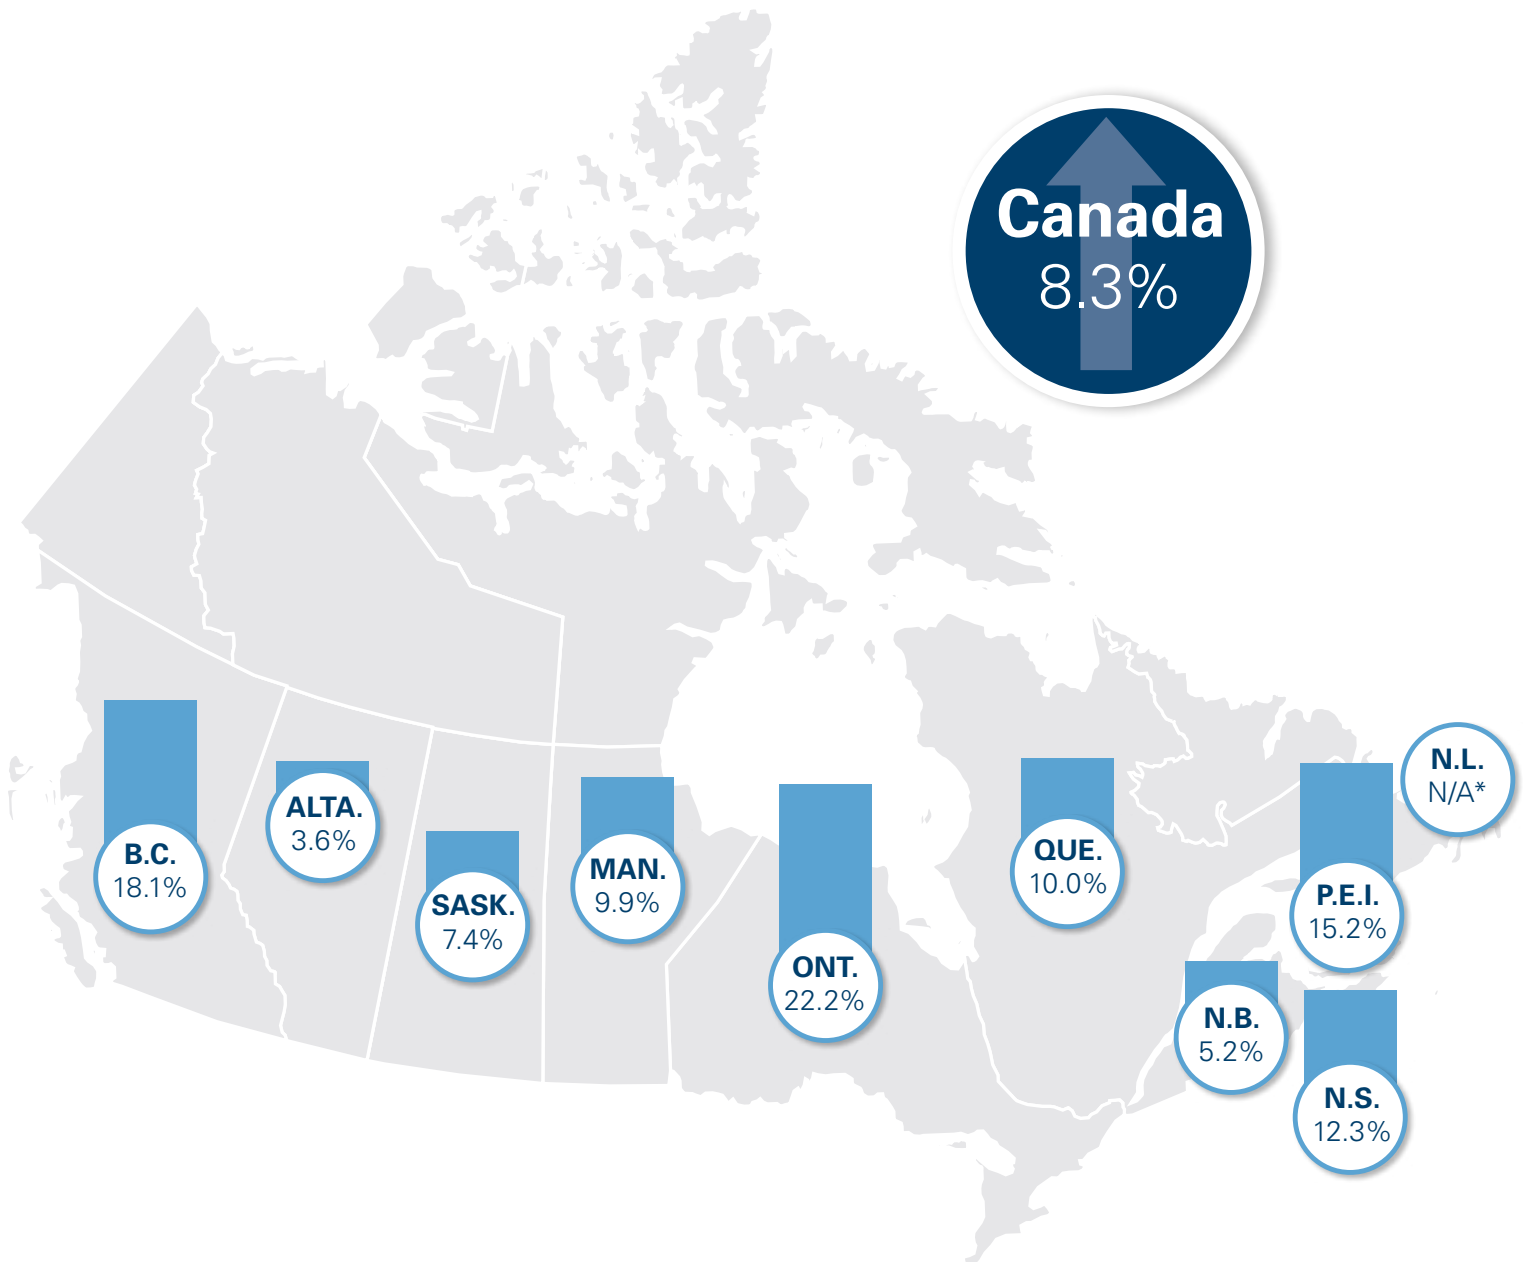 Canada
8.3%
B.C.
18.1%
ALTA.
3.6%
SASK.
7.4%
MAN.
9.9%
ONT.
22.2%
QUE.
10.0%
N.L.
N/A*
P.E.I.
15.2%
N.B.
5.2%
N.S.
12.3%